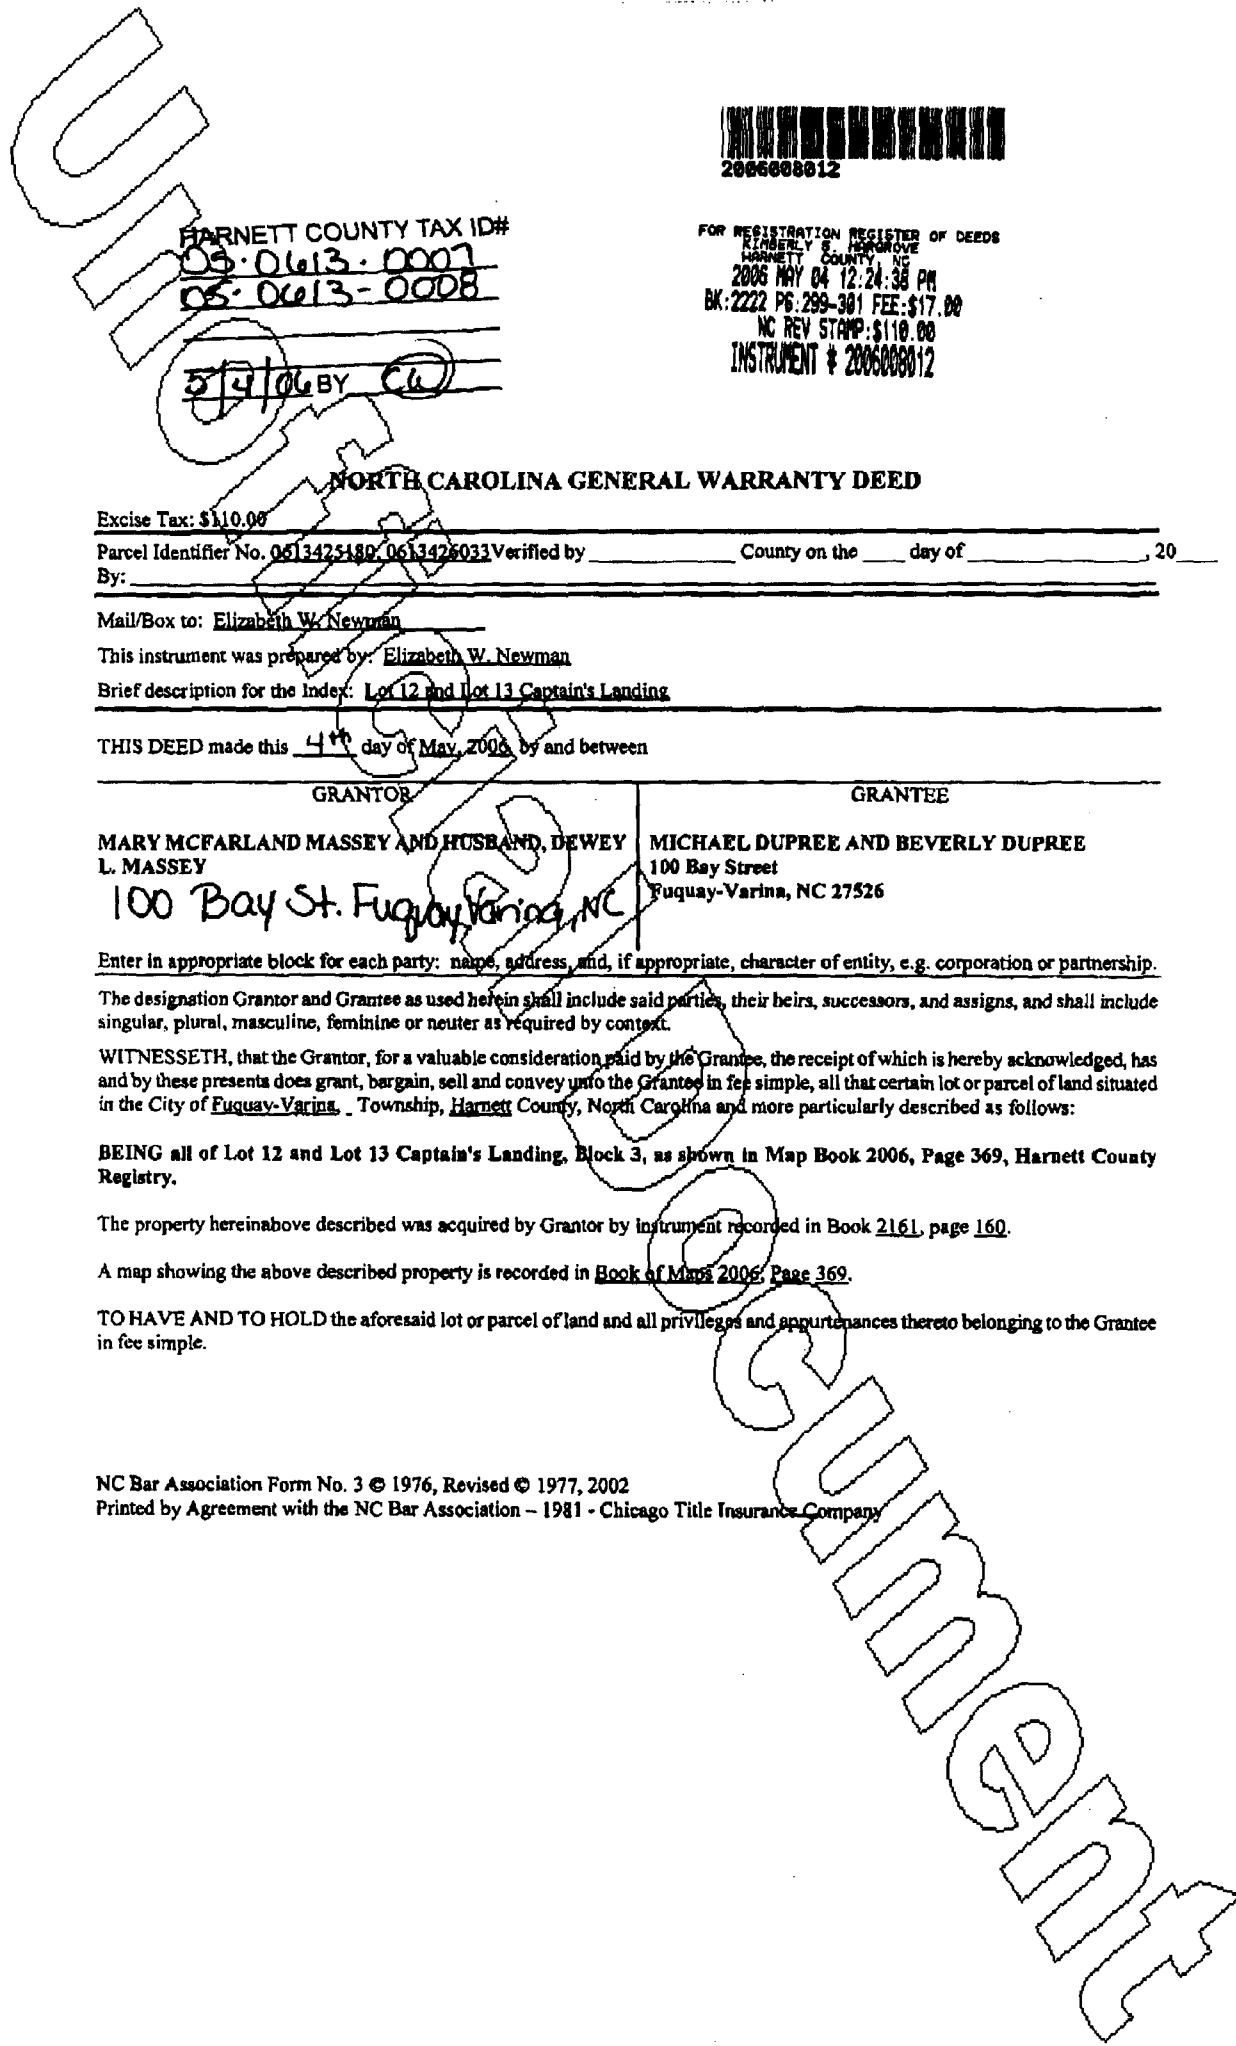 2006008012
HARNETT COUNTY TAX ID#
05.0613.0007
05.0613-0008
5/4/06 BY CW
FOR REGISTRATION REGISTER OF DEEDS
KIMBERLY S. HARGROVE
HARNETT COUNTY, NC
2006 MAY 04 12:24:38 PM
BK:2222 PG:299-301 FEE:$17.00
NC REV STAMP:$110.00
INSTRUMENT # 2006008012
NORTH CAROLINA GENERAL WARRANTY DEED
Excise Tax: $110.00
Parcel Identifier No. 0613425180; 0613426033 Verified by ____________ County on the ____ day of ____________, 20____
By: ____________
Mail/Box to: Elizabeth W. Newman
This instrument was prepared by: Elizabeth W. Newman
Brief description for the Index: Lot 12 and Lot 13 Captain's Landing
THIS DEED made this 4th day of May, 2006, by and between
GRANTOR GRANTEE
MARY MCFARLAND MASSEY AND HUSBAND, DEWEY
L. MASSEY
100 Bay St. Fuquay Varina, NC
MICHAEL DUPREE AND BEVERLY DUPREE
100 Bay Street
Fuquay-Varina, NC 27526
Enter in appropriate block for each party: name, address, and, if appropriate, character of entity, e.g. corporation or partnership.
The designation Grantor and Grantee as used herein shall include said parties, their heirs, successors, and assigns, and shall include
singular, plural, masculine, feminine or neuter as required by context.
WITNESSETH, that the Grantor, for a valuable consideration paid by the Grantee, the receipt of which is hereby acknowledged, has
and by these presents does grant, bargain, sell and convey unto the Grantee in fee simple, all that certain lot or parcel of land situated
in the City of Fuquay-Varina, _ Township, Harnett County, North Carolina and more particularly described as follows:
BEING all of Lot 12 and Lot 13 Captain's Landing, Block 3, as shown in Map Book 2006, Page 369, Harnett County
Registry.
The property hereinabove described was acquired by Grantor by instrument recorded in Book 2161, page 160.
A map showing the above described property is recorded in Book of Maps 2006, Page 369.
TO HAVE AND TO HOLD the aforesaid lot or parcel of land and all privileges and appurtenances thereto belonging to the Grantee
in fee simple.
NC Bar Association Form No. 3 © 1976, Revised © 1977, 2002
Printed by Agreement with the NC Bar Association – 1981 - Chicago Title Insurance Company
Unofficial Document